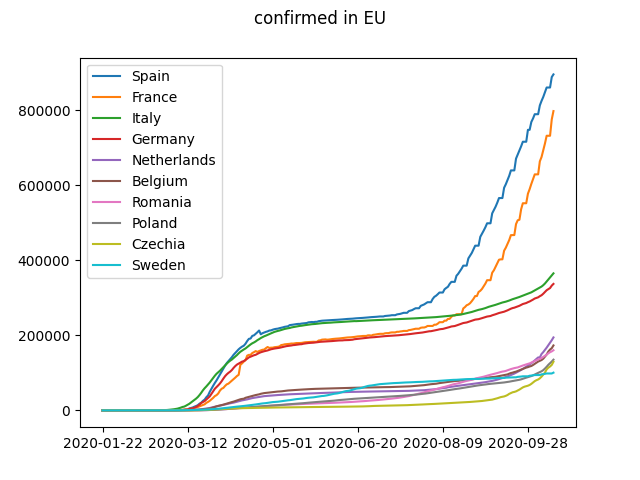 confirmed in EU
Spain
France
Italy
Germany
Netherlands
Belgium
Romania
Poland
Czechia
Sweden
800000
600000
400000
200000
0
2020-01-22 2020-03-12 2020-05-01 2020-06-20 2020-08-09 2020-09-28